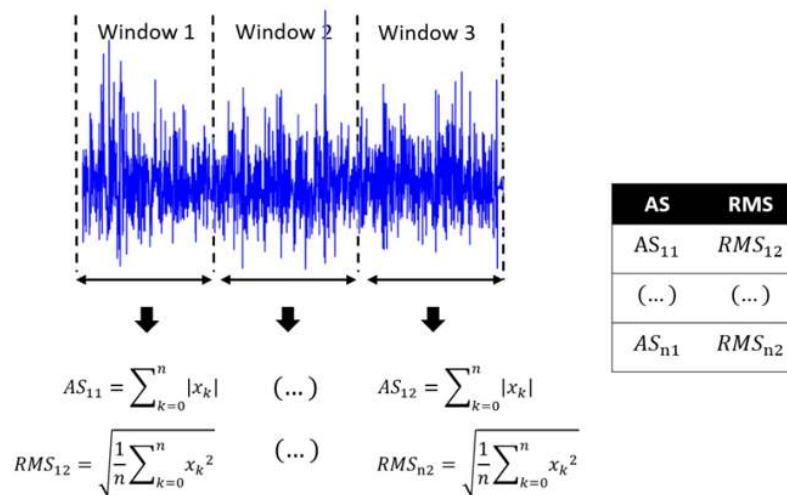 Window 1 Window 2 Window 3
AS RMS
AS₁₁ RMS₁₂
(...) (...)
ASₙ₁ RMSₙ₂
AS₁₁ = ∑ₖ₌₀ⁿ |xₖ| (...) AS₁₂ = ∑ₖ₌₀ⁿ |xₖ|
RMS₁₂ = √(1/n ∑ₖ₌₀ⁿ xₖ²) (...) RMSₙ₂ = √(1/n ∑ₖ₌₀ⁿ xₖ²)